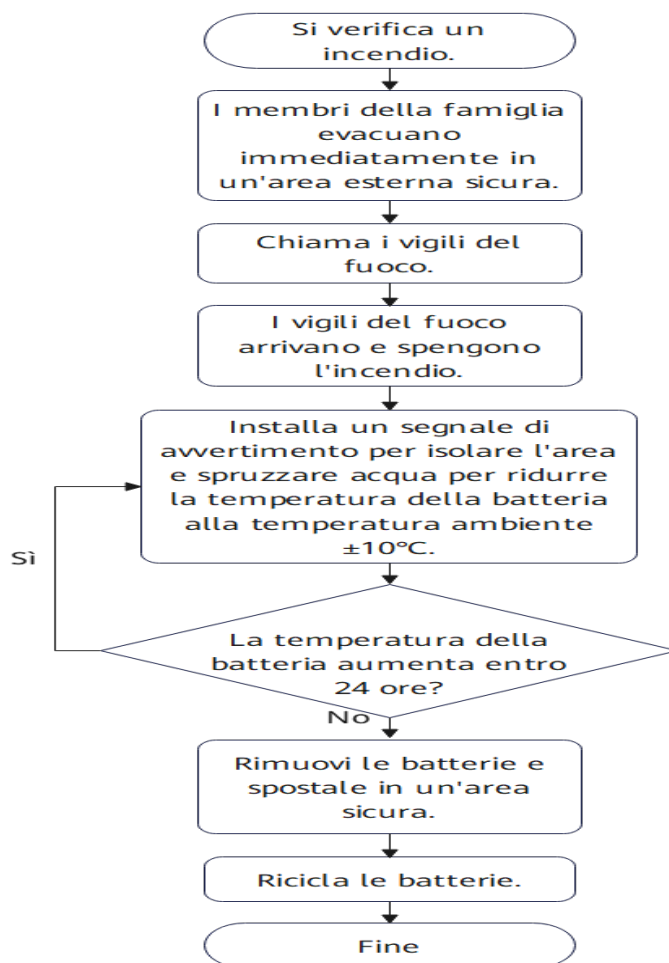 Si verifica un
incendio.
I membri della famiglia
evacuano
immediatamente in
un'area esterna sicura.
Chiama i vigili del
fuoco.
I vigili del fuoco
arrivano e spengono
l'incendio.
Installa un segnale di
avvertimento per isolare l'area
e spruzzare acqua per ridurre
la temperatura della batteria
alla temperatura ambiente
±10°C.
Sì
La temperatura della
batteria aumenta entro
24 ore?
No
Rimuovi le batterie e
spostale in un'area
sicura.
Ricicla le batterie.
Fine